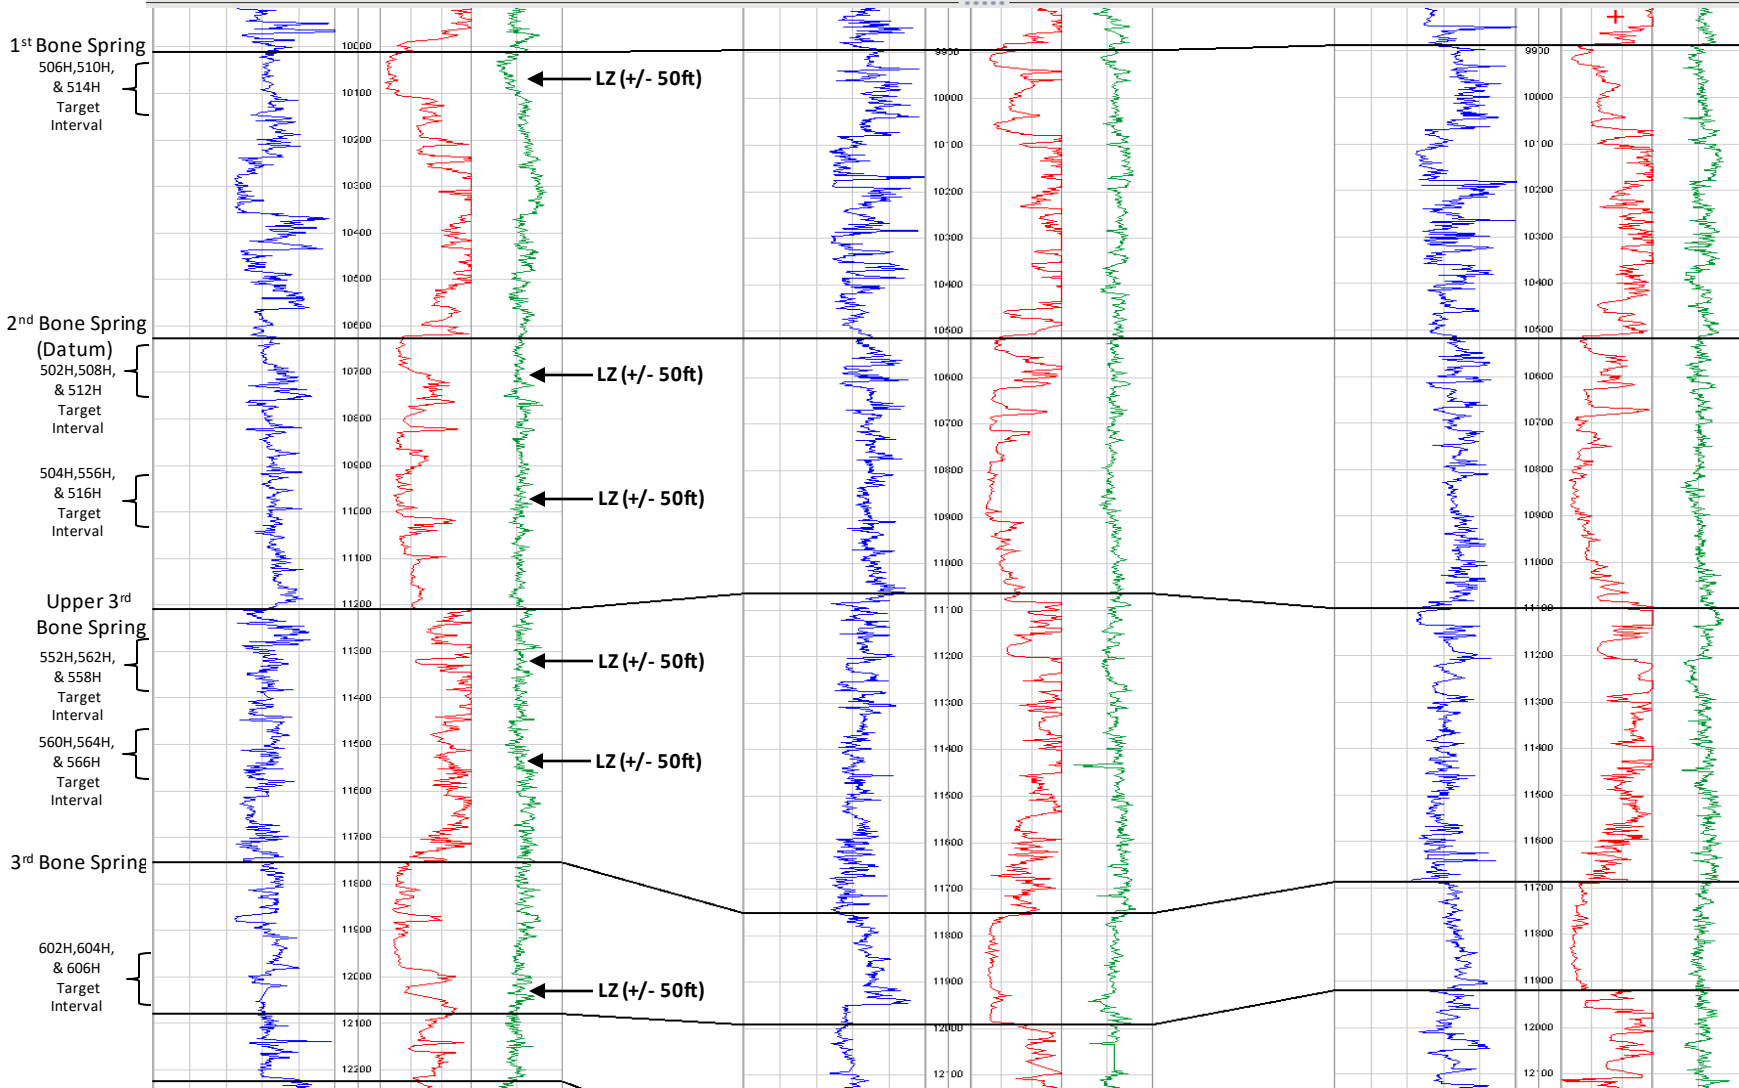 1st Bone Spring
506H,510H,
& 514H
Target
Interval
2nd Bone Spring
(Datum)
502H,508H,
& 512H
Target
Interval
504H,556H,
& 516H
Target
Interval
Upper 3rd
Bone Spring
552H,562H,
& 558H
Target
Interval
560H,564H,
& 566H
Target
Interval
3rd Bone Spring
602H,604H,
& 606H
Target
Interval
10000
10100
10200
10300
10400
10500
10600
10700
10800
10900
11000
11100
11200
11300
11400
11500
11600
11700
11800
11900
12000
12100
12200
LZ (+/- 50ft)
LZ (+/- 50ft)
LZ (+/- 50ft)
LZ (+/- 50ft)
LZ (+/- 50ft)
LZ (+/- 50ft)
9900
10000
10100
10200
10300
10400
10500
10600
10700
10800
10900
11000
11100
11200
11300
11400
11500
11600
11700
11800
11900
12000
12100
9900
10000
10100
10200
10300
10400
10500
10600
10700
10800
10900
11000
11100
11200
11300
11400
11500
11600
11700
11800
11900
12000
12100